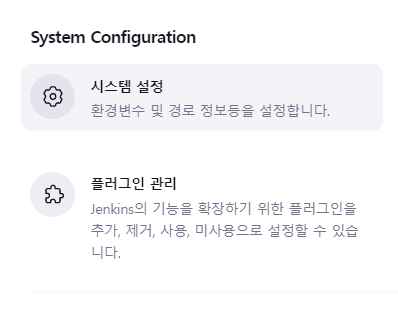 System Configuration
시스템 설정
환경변수 및 경로 정보등을 설정합니다.
플러그인 관리
Jenkins의 기능을 확장하기 위한 플러그인을
추가, 제거, 사용, 미사용으로 설정할 수 있습
니다.